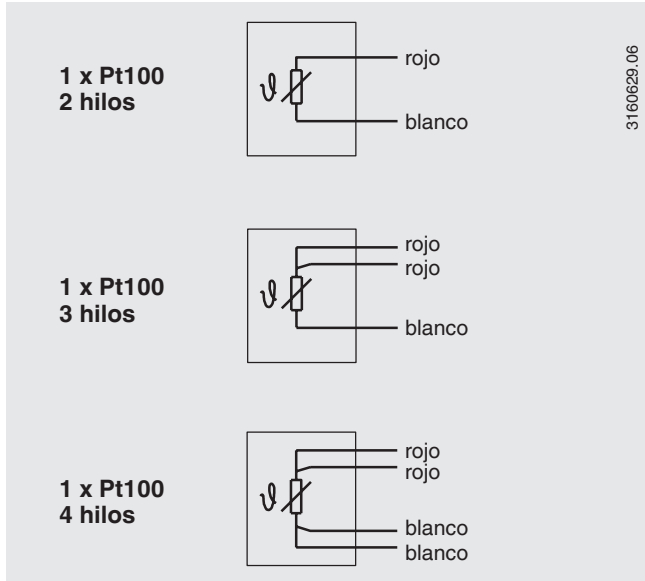 1 x Pt100
2 hilos
rojo
blanco
3160629.06
1 x Pt100
3 hilos
rojo
rojo
blanco
1 x Pt100
4 hilos
rojo
rojo
blanco
blanco